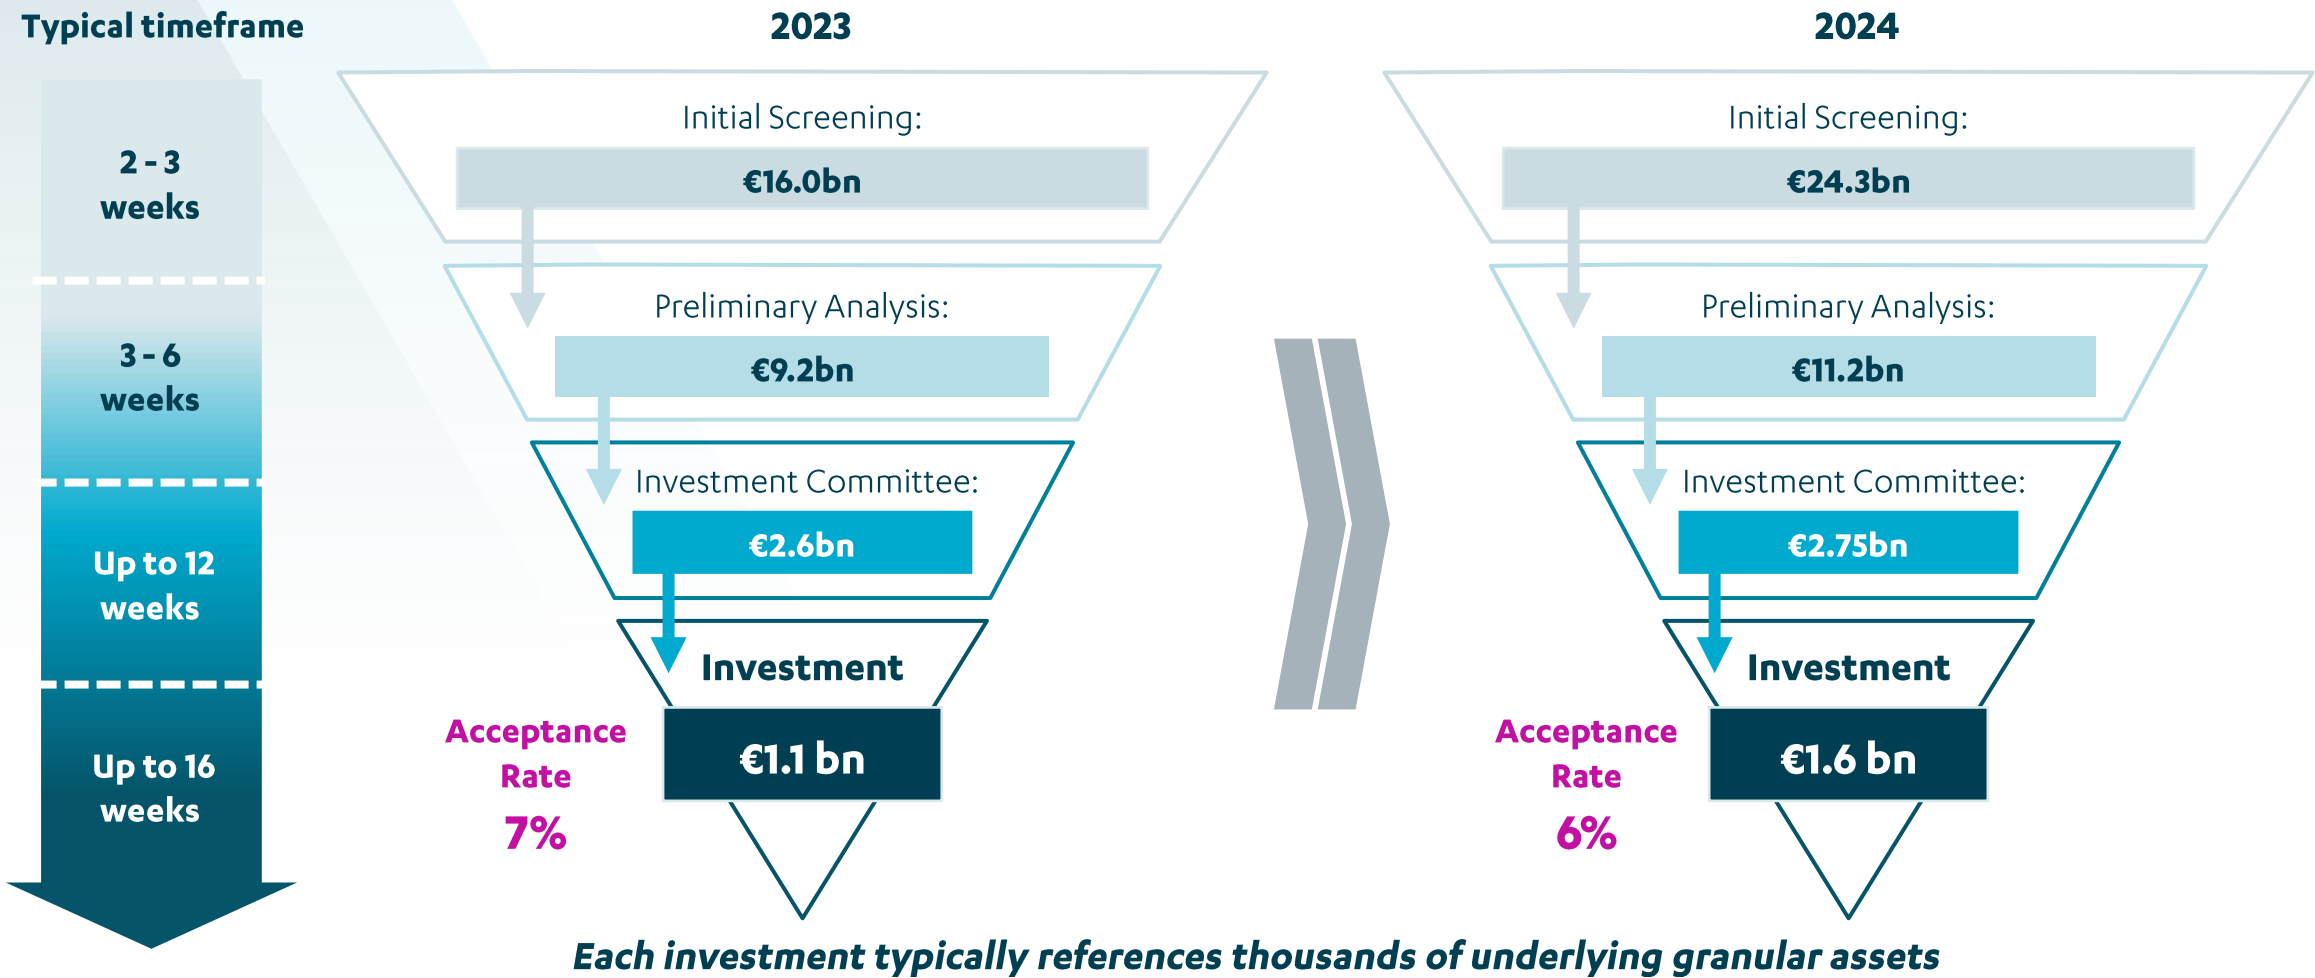 Typical timeframe
2 - 3
weeks
3 - 6
weeks
Up to 12
weeks
Up to 16
weeks
2023
Initial Screening:
€16.0bn
Preliminary Analysis:
€9.2bn
Investment Committee:
€2.6bn
Investment
€1.1 bn
Acceptance
Rate
7%
2024
Initial Screening:
€24.3bn
Preliminary Analysis:
€11.2bn
Investment Committee:
€2.75bn
Investment
€1.6 bn
Acceptance
Rate
6%
Each investment typically references thousands of underlying granular assets